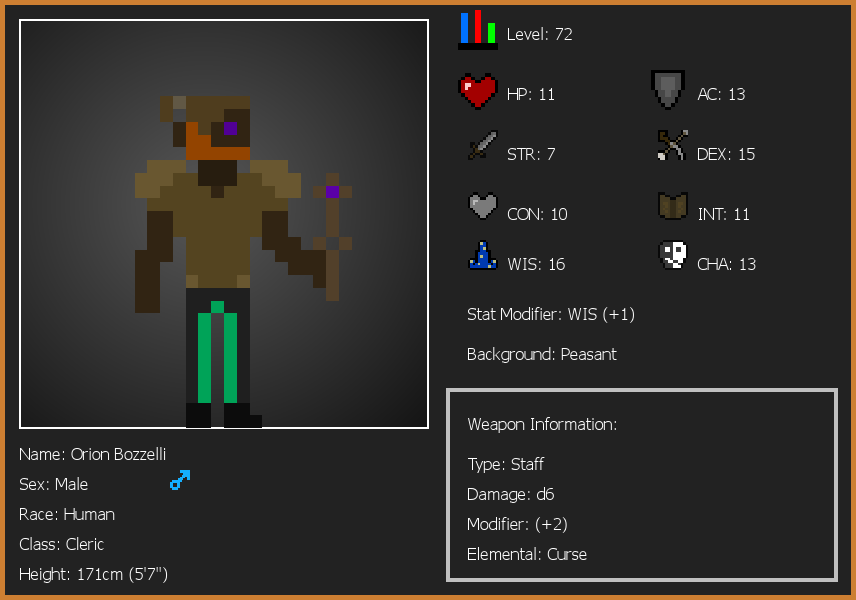 Level: 72
HP: 11
AC: 13
STR: 7
DEX: 15
CON: 10
INT: 11
WIS: 16
CHA: 13
Stat Modifier: WIS (+1)
Background: Peasant
Weapon Information:
Type: Staff
Damage: d6
Modifier: (+2)
Elemental: Curse
Name: Orion Bozzelli
Sex: Male
Race: Human
Class: Cleric
Height: 171cm (5'7")